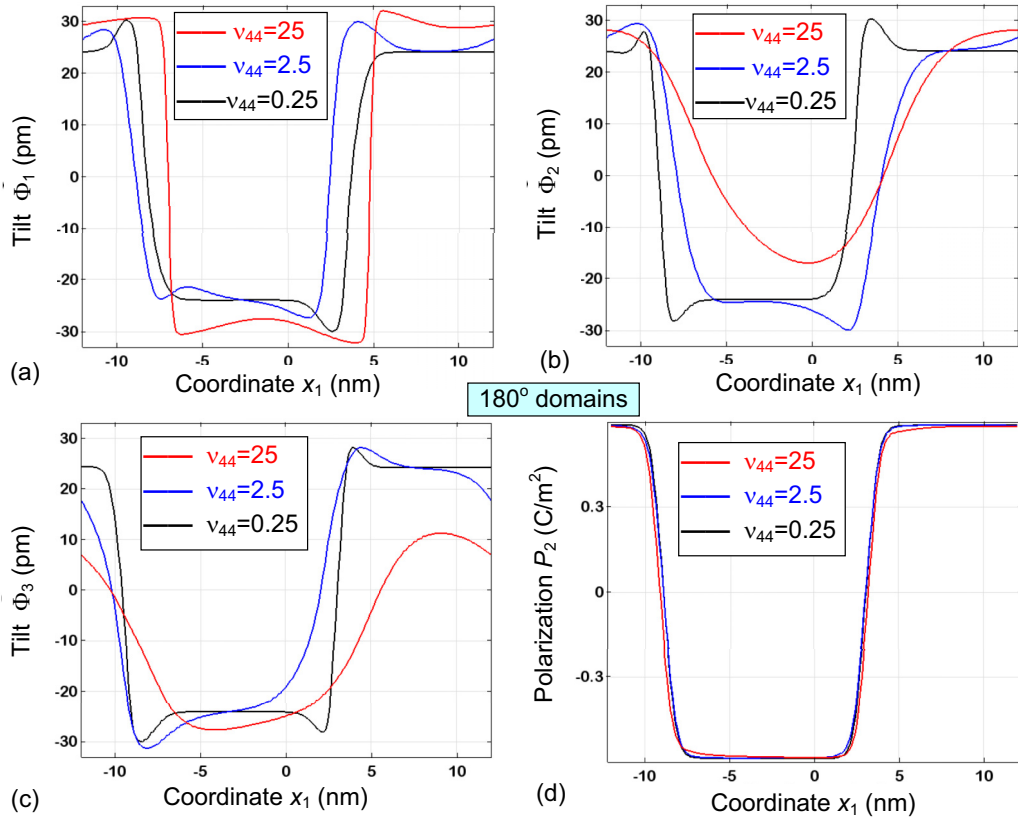 30
20
10
0
-10
-20
-30
-10
-5
0
5
10
Tilt Φ₁ (pm)
Coordinate x₁ (nm)
ν₄₄=25
ν₄₄=2.5
ν₄₄=0.25
(a)
30
20
10
0
-10
-20
-30
-10
-5
0
5
10
Tilt Φ₂ (pm)
Coordinate x₁ (nm)
ν₄₄=25
ν₄₄=2.5
ν₄₄=0.25
(b)
180° domains
30
20
10
0
-10
-20
-30
-10
-5
0
5
10
Tilt Φ₃ (pm)
Coordinate x₁ (nm)
ν₄₄=25
ν₄₄=2.5
ν₄₄=0.25
(c)
0.3
0
-0.3
-10
-5
0
5
10
Polarization P₂ (C/m²)
Coordinate x₁ (nm)
ν₄₄=25
ν₄₄=2.5
ν₄₄=0.25
(d)